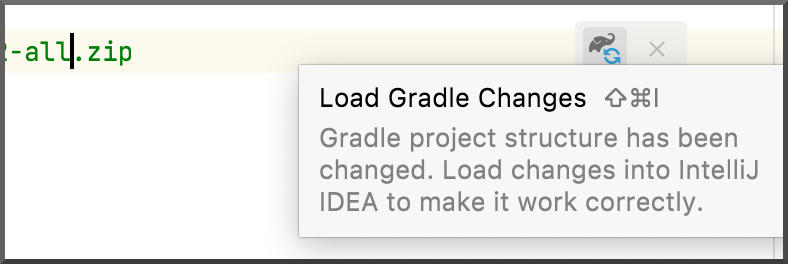 2-all.zip
Load Gradle Changes ⇧⌘I
Gradle project structure has been
changed. Load changes into IntelliJ
IDEA to make it work correctly.